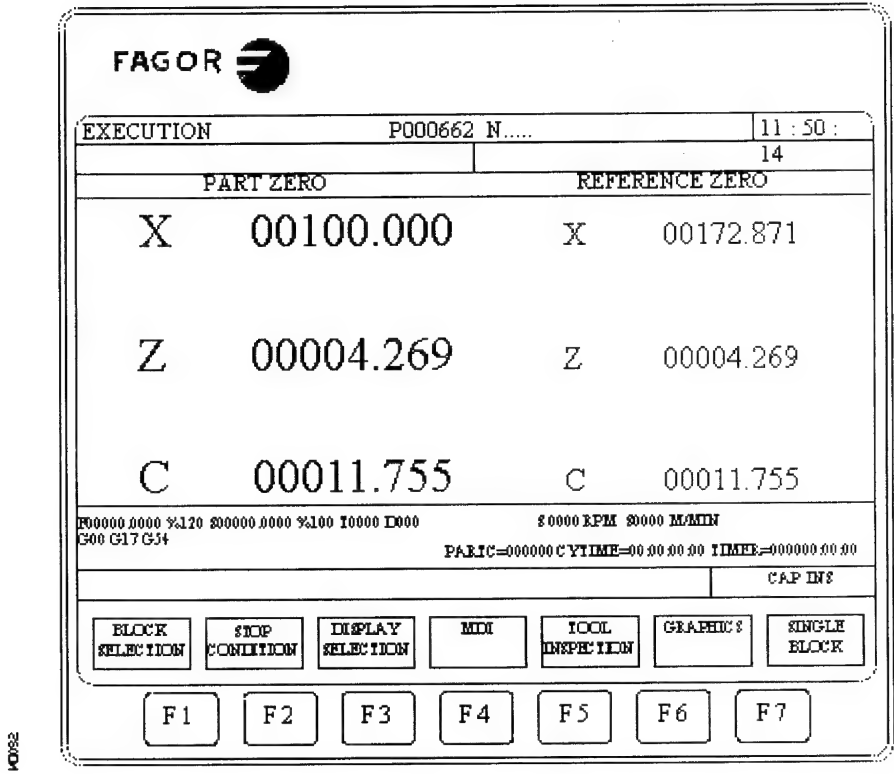 FAGOR
EXECUTION P000662 N..... 11 : 50 :
14
PART ZERO REFERENCE ZERO
X 00100.000 X 00172.871
Z 00004.269 Z 00004.269
C 00011.755 C 00011.755
F00000.0000 %120 S00000.0000 %100 T0000 D000 S0000 RPM S0000 M/MIN
G00 G17 G54
PARTC=000000 CYTIME=00:00:00:00 TIMER=000000:00:00
CAP INS
BLOCK SELECTION STOP CONDITION DISPLAY SELECTION MDI TOOL INSPECTION GRAPHICS SINGLE BLOCK
F1 F2 F3 F4 F5 F6 F7